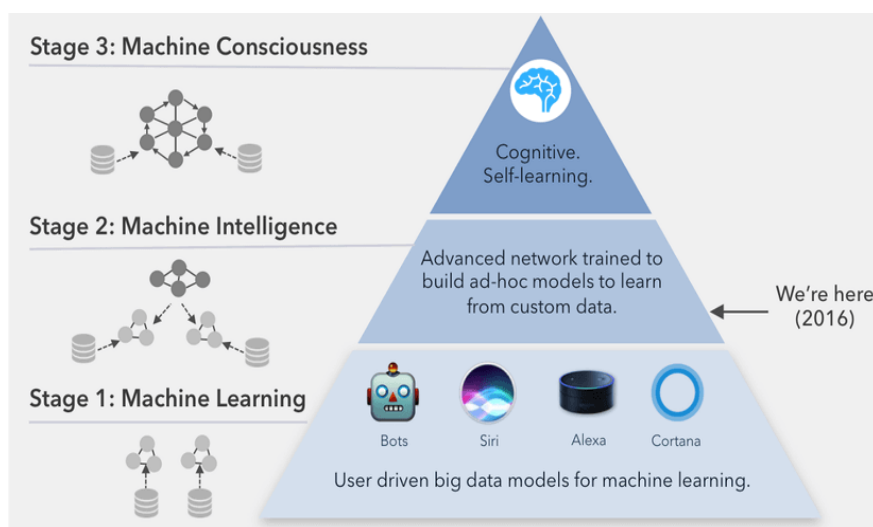 Stage 3: Machine Consciousness
Cognitive.
Self-learning.
Stage 2: Machine Intelligence
Advanced network trained to
build ad-hoc models to learn
from custom data.
We're here
(2016)
Stage 1: Machine Learning
Bots
Siri
Alexa
Cortana
User driven big data models for machine learning.